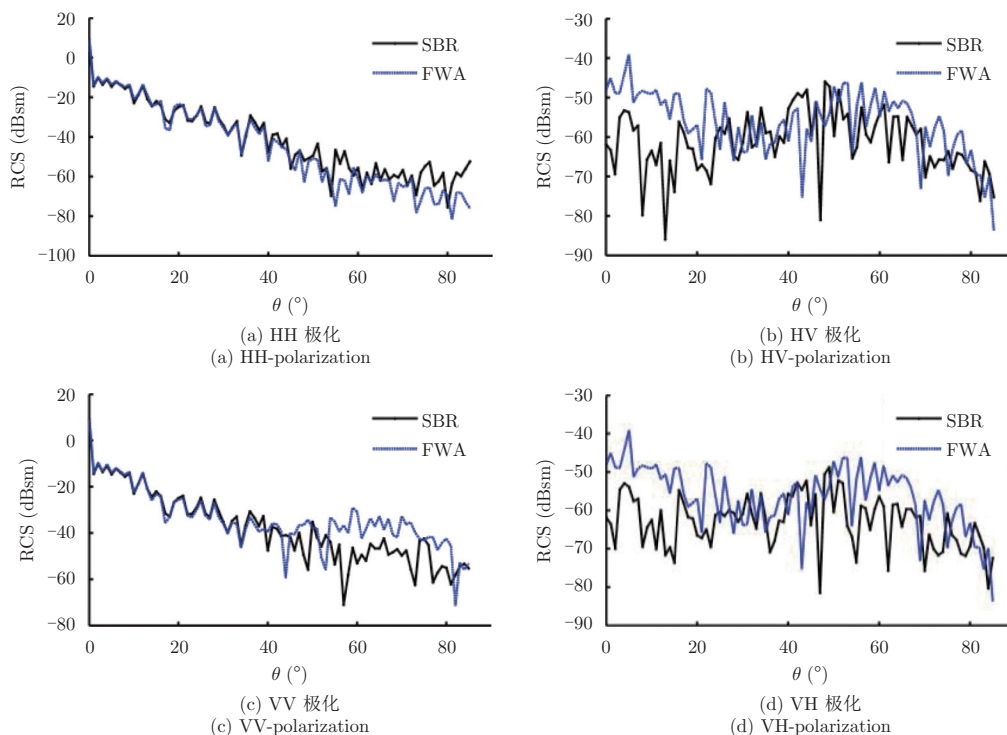 20
0
−20
−40
−60
−80
−100
RCS (dBsm)
SBR
FWA
0 20 40 60 80
θ (°)
(a) HH 极化
(a) HH-polarization
−30
−40
−50
−60
−70
−80
−90
RCS (dBsm)
SBR
FWA
0 20 40 60 80
θ (°)
(b) HV 极化
(b) HV-polarization
20
0
−20
−40
−60
−80
RCS (dBsm)
SBR
FWA
0 20 40 60 80
θ (°)
(c) VV 极化
(c) VV-polarization
−30
−40
−50
−60
−70
−80
−90
RCS (dBsm)
SBR
FWA
0 20 40 60 80
θ (°)
(d) VH 极化
(d) VH-polarization